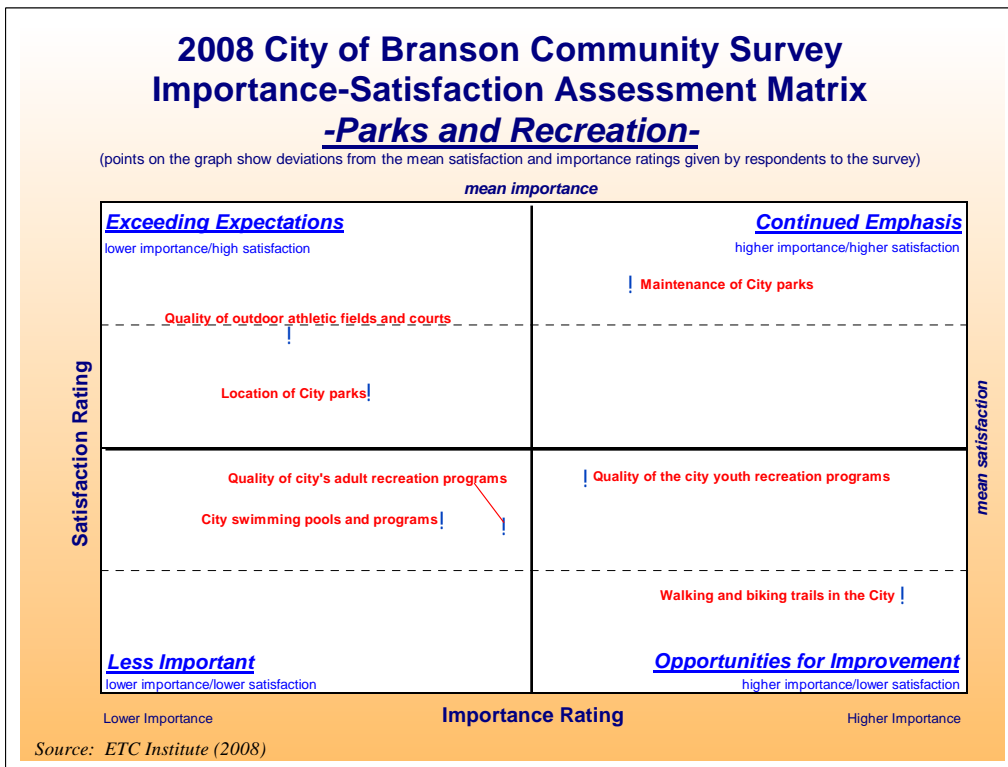 2008 City of Branson Community Survey
Importance-Satisfaction Assessment Matrix
-Parks and Recreation-
(points on the graph show deviations from the mean satisfaction and importance ratings given by respondents to the survey)
mean importance
Exceeding Expectations
lower importance/high satisfaction
Continued Emphasis
higher importance/higher satisfaction
Maintenance of City parks
Quality of outdoor athletic fields and courts
Location of City parks
Satisfaction Rating
mean satisfaction
Quality of city's adult recreation programs
Quality of the city youth recreation programs
City swimming pools and programs
Walking and biking trails in the City
Less Important
lower importance/lower satisfaction
Opportunities for Improvement
higher importance/lower satisfaction
Lower Importance
Importance Rating
Higher Importance
Source: ETC Institute (2008)